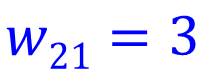 w₂₁ = 3